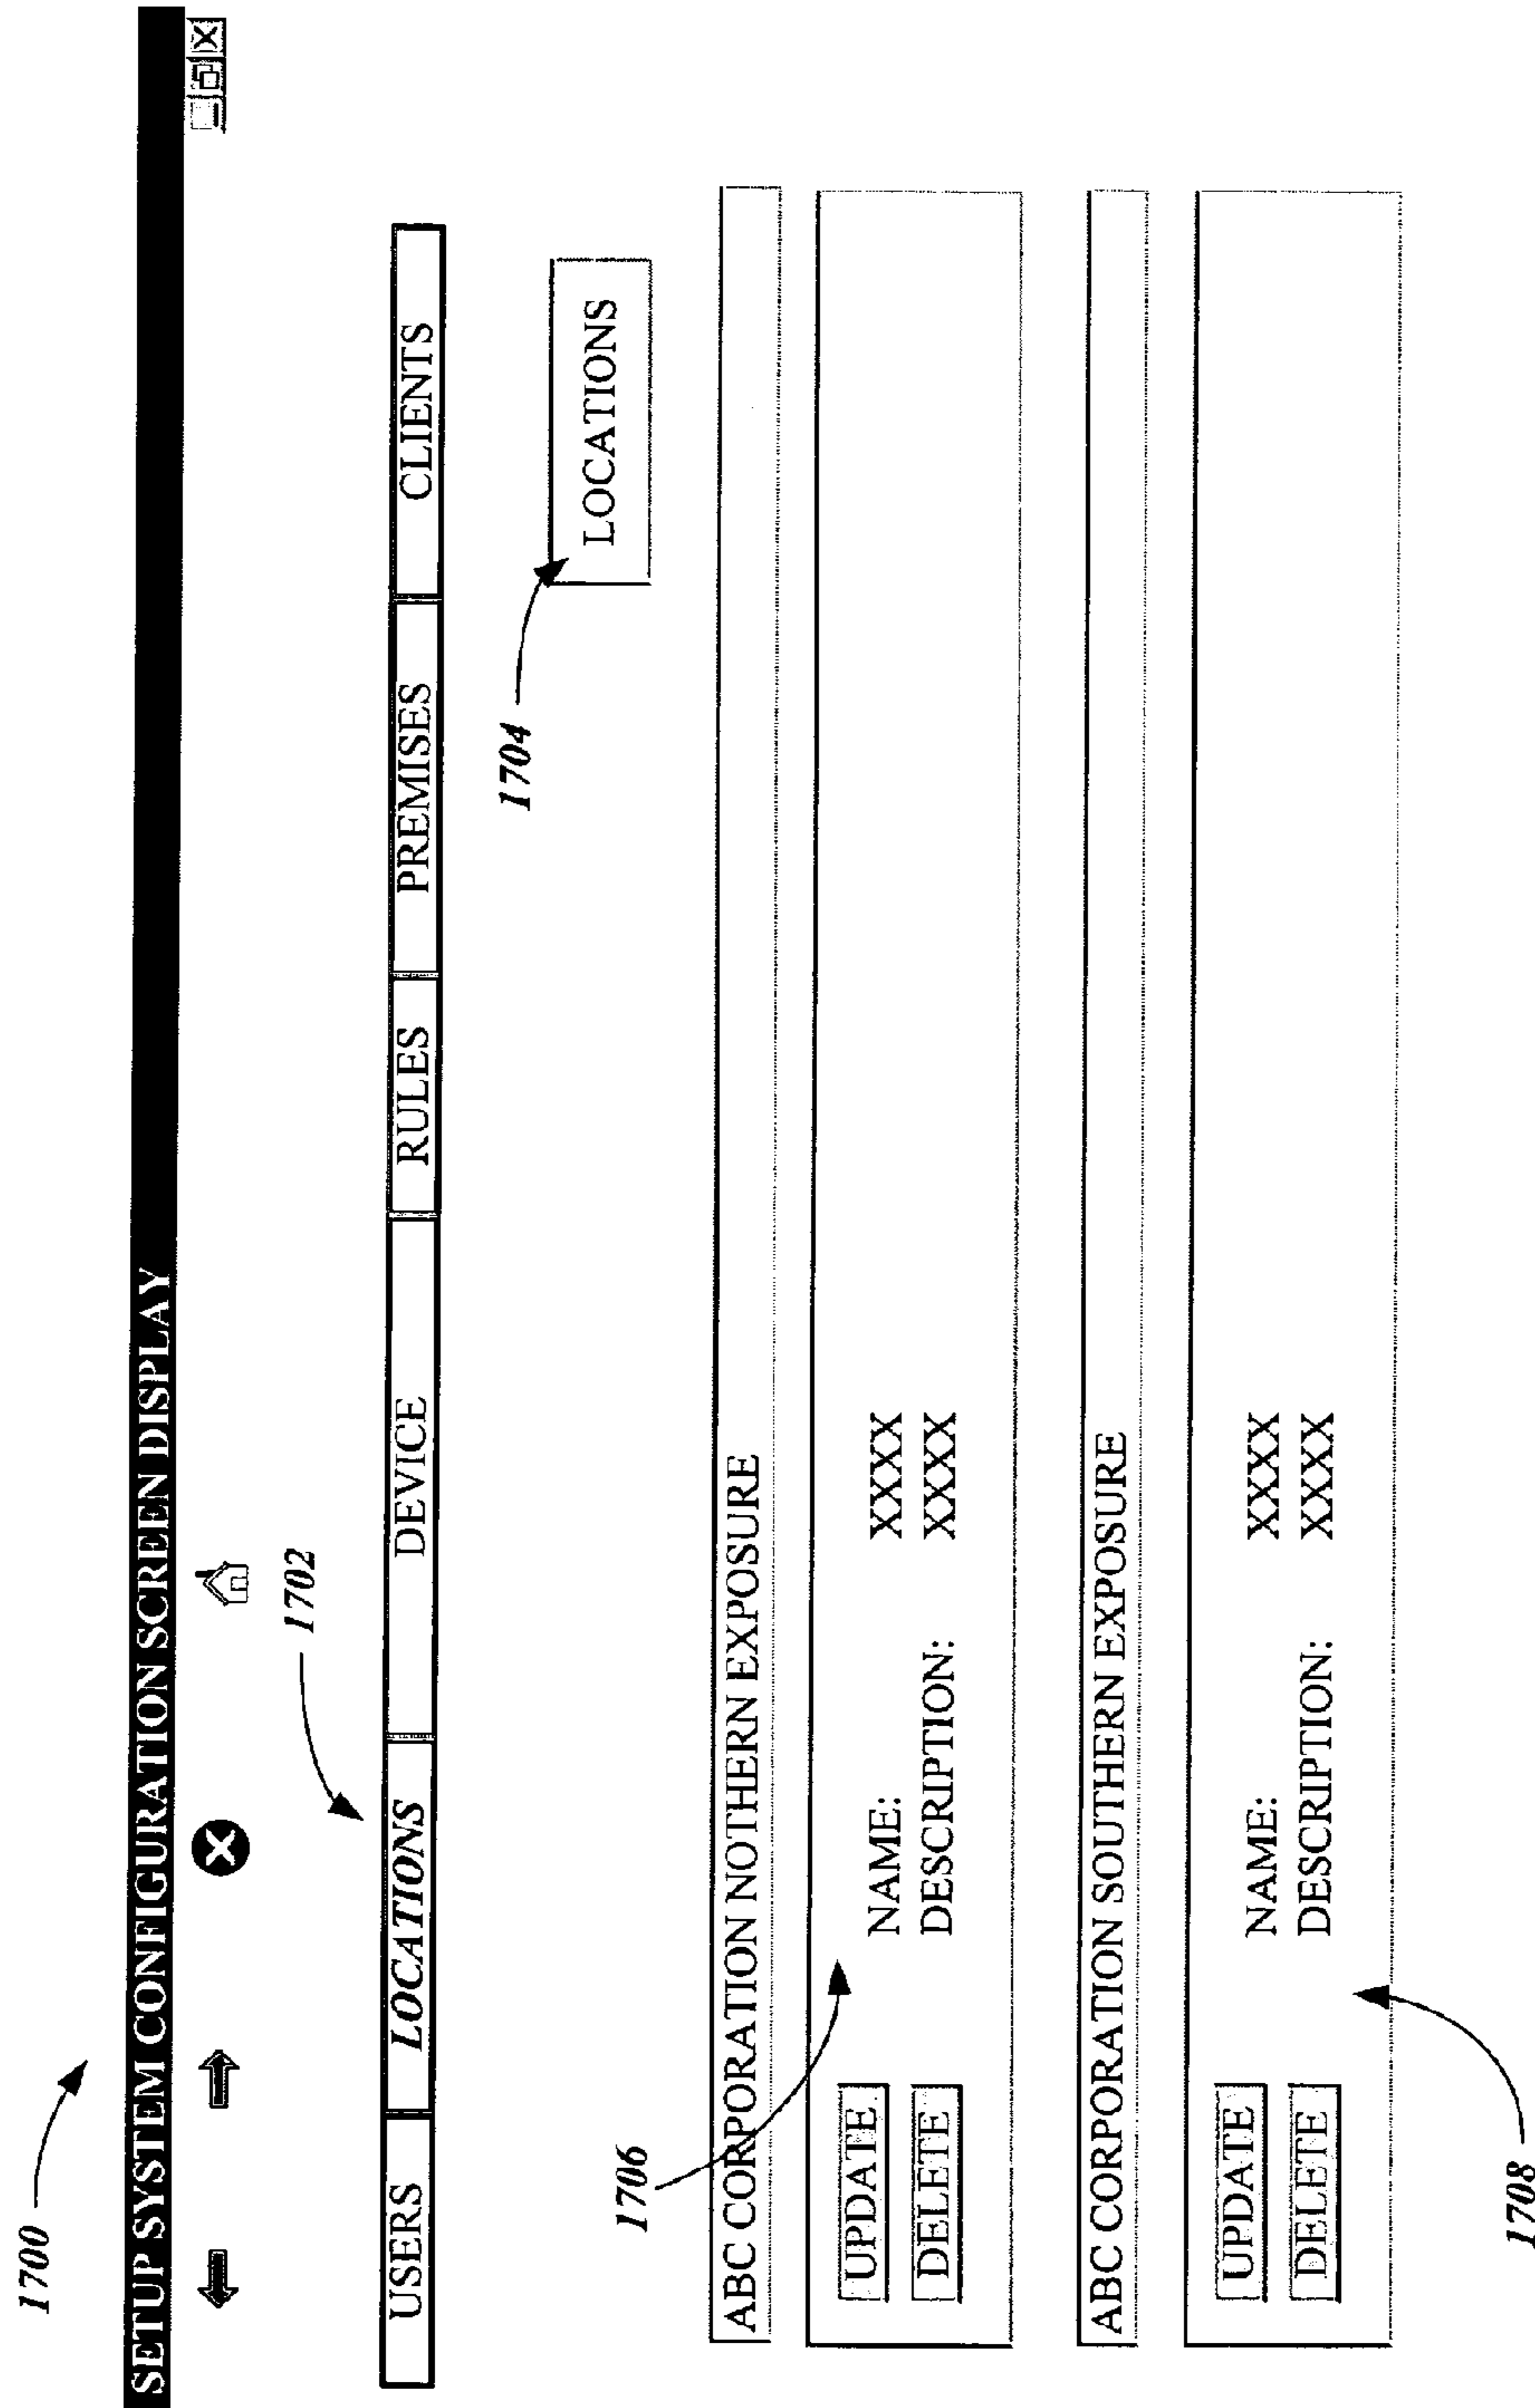 1700
SETUP SYSTEM CONFIGURATION SCREEN DISPLAY
1702
USERS LOCATIONS DEVICE RULES PREMISES CLIENTS
1704
LOCATIONS
1706
ABC CORPORATION NOTHERN EXPOSURE
UPDATE NAME: XXXX
DELETE DESCRIPTION: XXXX
ABC CORPORATION SOUTHERN EXPOSURE
UPDATE NAME: XXXX
DELETE DESCRIPTION: XXXX
1708